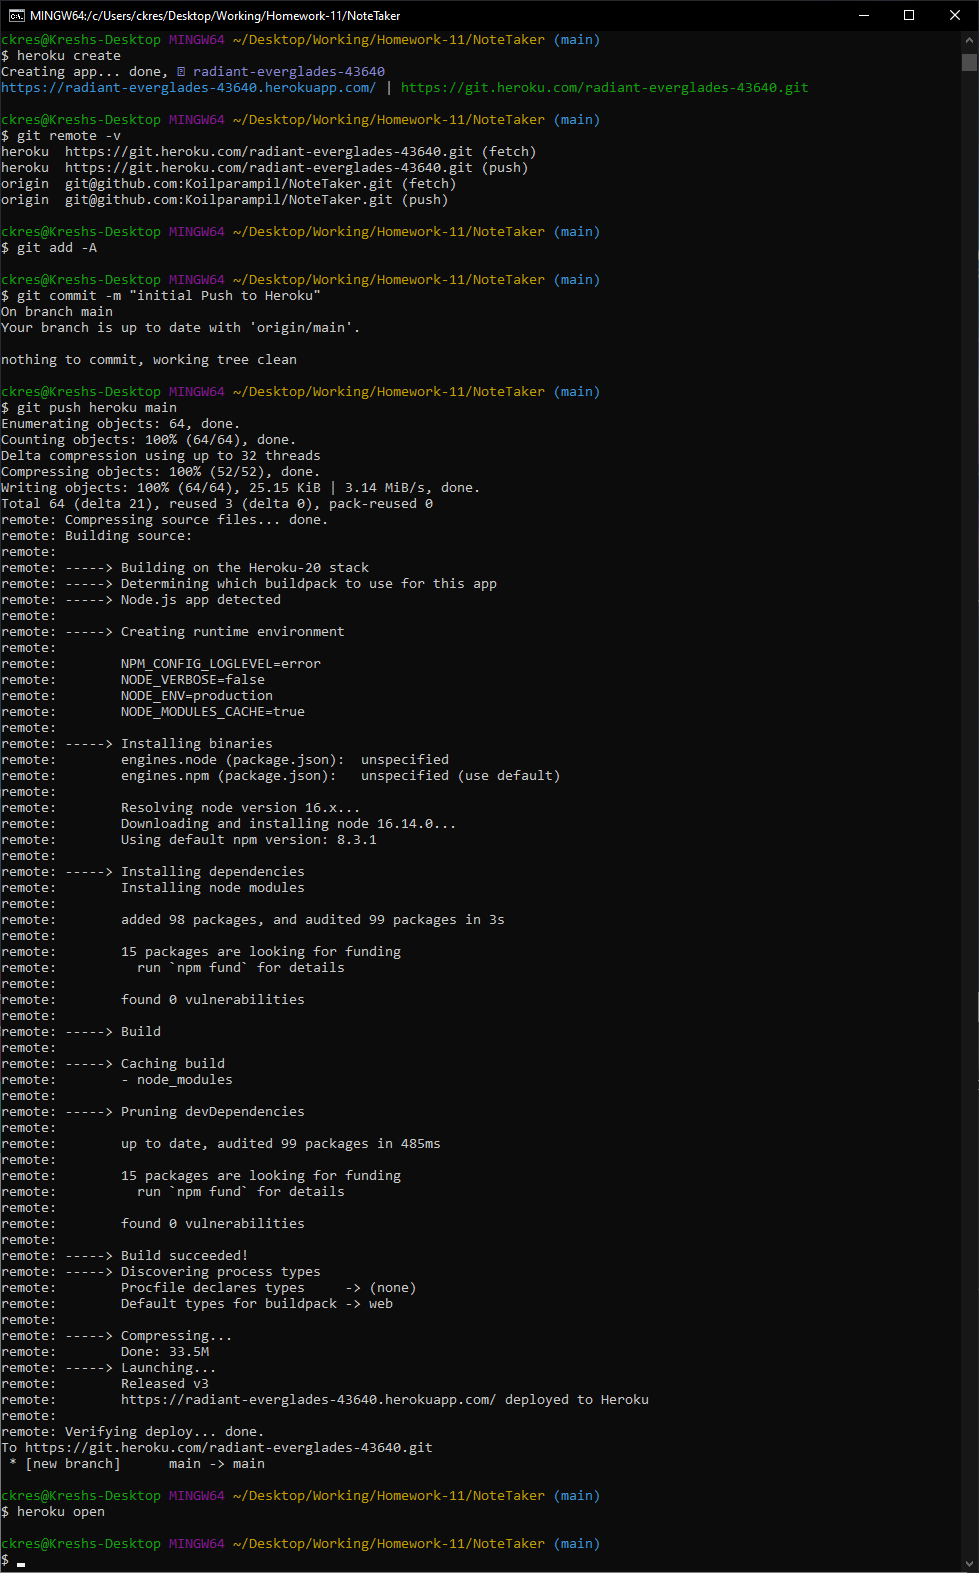 MINGW64:/c/Users/ckres/Desktop/Working/Homework-11/NoteTaker
ckres@Kreshs-Desktop MINGW64 ~/Desktop/Working/Homework-11/NoteTaker (main)
$ heroku create
Creating app... done, radiant-everglades-43640
https://radiant-everglades-43640.herokuapp.com/ | https://git.heroku.com/radiant-everglades-43640.git
ckres@Kreshs-Desktop MINGW64 ~/Desktop/Working/Homework-11/NoteTaker (main)
$ git remote -v
heroku  https://git.heroku.com/radiant-everglades-43640.git (fetch)
heroku  https://git.heroku.com/radiant-everglades-43640.git (push)
origin  git@github.com:Koilparampil/NoteTaker.git (fetch)
origin  git@github.com:Koilparampil/NoteTaker.git (push)
ckres@Kreshs-Desktop MINGW64 ~/Desktop/Working/Homework-11/NoteTaker (main)
$ git add -A
ckres@Kreshs-Desktop MINGW64 ~/Desktop/Working/Homework-11/NoteTaker (main)
$ git commit -m "initial Push to Heroku"
On branch main
Your branch is up to date with 'origin/main'.
nothing to commit, working tree clean
ckres@Kreshs-Desktop MINGW64 ~/Desktop/Working/Homework-11/NoteTaker (main)
$ git push heroku main
Enumerating objects: 64, done.
Counting objects: 100% (64/64), done.
Delta compression using up to 32 threads
Compressing objects: 100% (52/52), done.
Writing objects: 100% (64/64), 25.15 KiB | 3.14 MiB/s, done.
Total 64 (delta 21), reused 3 (delta 0), pack-reused 0
remote: Compressing source files... done.
remote: Building source:
remote:
remote: -----> Building on the Heroku-20 stack
remote: -----> Determining which buildpack to use for this app
remote: -----> Node.js app detected
remote:
remote: -----> Creating runtime environment
remote:
remote:        NPM_CONFIG_LOGLEVEL=error
remote:        NODE_VERBOSE=false
remote:        NODE_ENV=production
remote:        NODE_MODULES_CACHE=true
remote:
remote: -----> Installing binaries
remote:        engines.node (package.json):  unspecified
remote:        engines.npm (package.json):   unspecified (use default)
remote:
remote:        Resolving node version 16.x...
remote:        Downloading and installing node 16.14.0...
remote:        Using default npm version: 8.3.1
remote:
remote: -----> Installing dependencies
remote:        Installing node modules
remote:
remote:        added 98 packages, and audited 99 packages in 3s
remote:
remote:        15 packages are looking for funding
remote:          run `npm fund` for details
remote:
remote:        found 0 vulnerabilities
remote:
remote: -----> Build
remote:
remote: -----> Caching build
remote:        - node_modules
remote:
remote: -----> Pruning devDependencies
remote:
remote:        up to date, audited 99 packages in 485ms
remote:
remote:        15 packages are looking for funding
remote:          run `npm fund` for details
remote:
remote:        found 0 vulnerabilities
remote:
remote: -----> Build succeeded!
remote: -----> Discovering process types
remote:        Procfile declares types     -> (none)
remote:        Default types for buildpack -> web
remote:
remote: -----> Compressing...
remote:        Done: 33.5M
remote: -----> Launching...
remote:        Released v3
remote:        https://radiant-everglades-43640.herokuapp.com/ deployed to Heroku
remote:
remote: Verifying deploy... done.
To https://git.heroku.com/radiant-everglades-43640.git
 * [new branch]      main -> main
ckres@Kreshs-Desktop MINGW64 ~/Desktop/Working/Homework-11/NoteTaker (main)
$ heroku open
ckres@Kreshs-Desktop MINGW64 ~/Desktop/Working/Homework-11/NoteTaker (main)
$